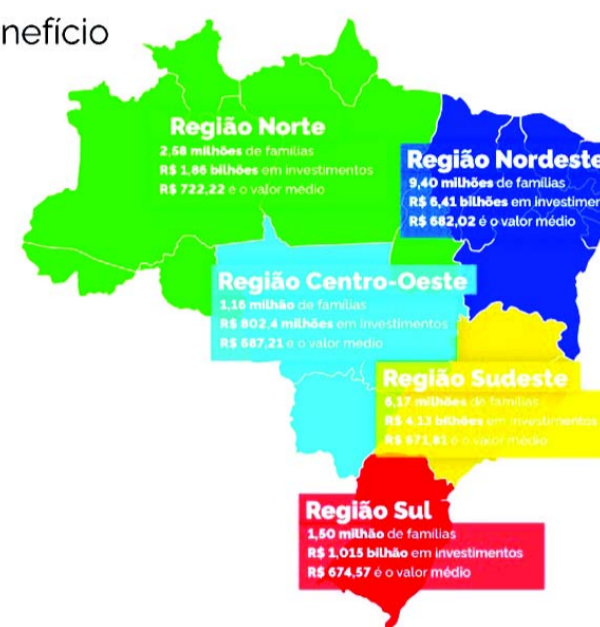 nefício
Região Norte
2,58 milhões de famílias
R$ 1,86 bilhões em investimentos
R$ 722,22 é o valor médio
Região Nordeste
9,40 milhões de famílias
R$ 6,41 bilhões em investimen
R$ 682,02 é o valor médio
Região Centro-Oeste
1,16 milhão de famílias
R$ 802,4 milhões em investimentos
R$ 687,21 é o valor médio
Região Sudeste
6,17 milhões de famílias
R$ 4,13 bilhões em investimentos
R$ 671,81 é o valor médio
Região Sul
1,50 milhão de famílias
R$ 1,015 bilhão em investimentos
R$ 674,57 é o valor médio